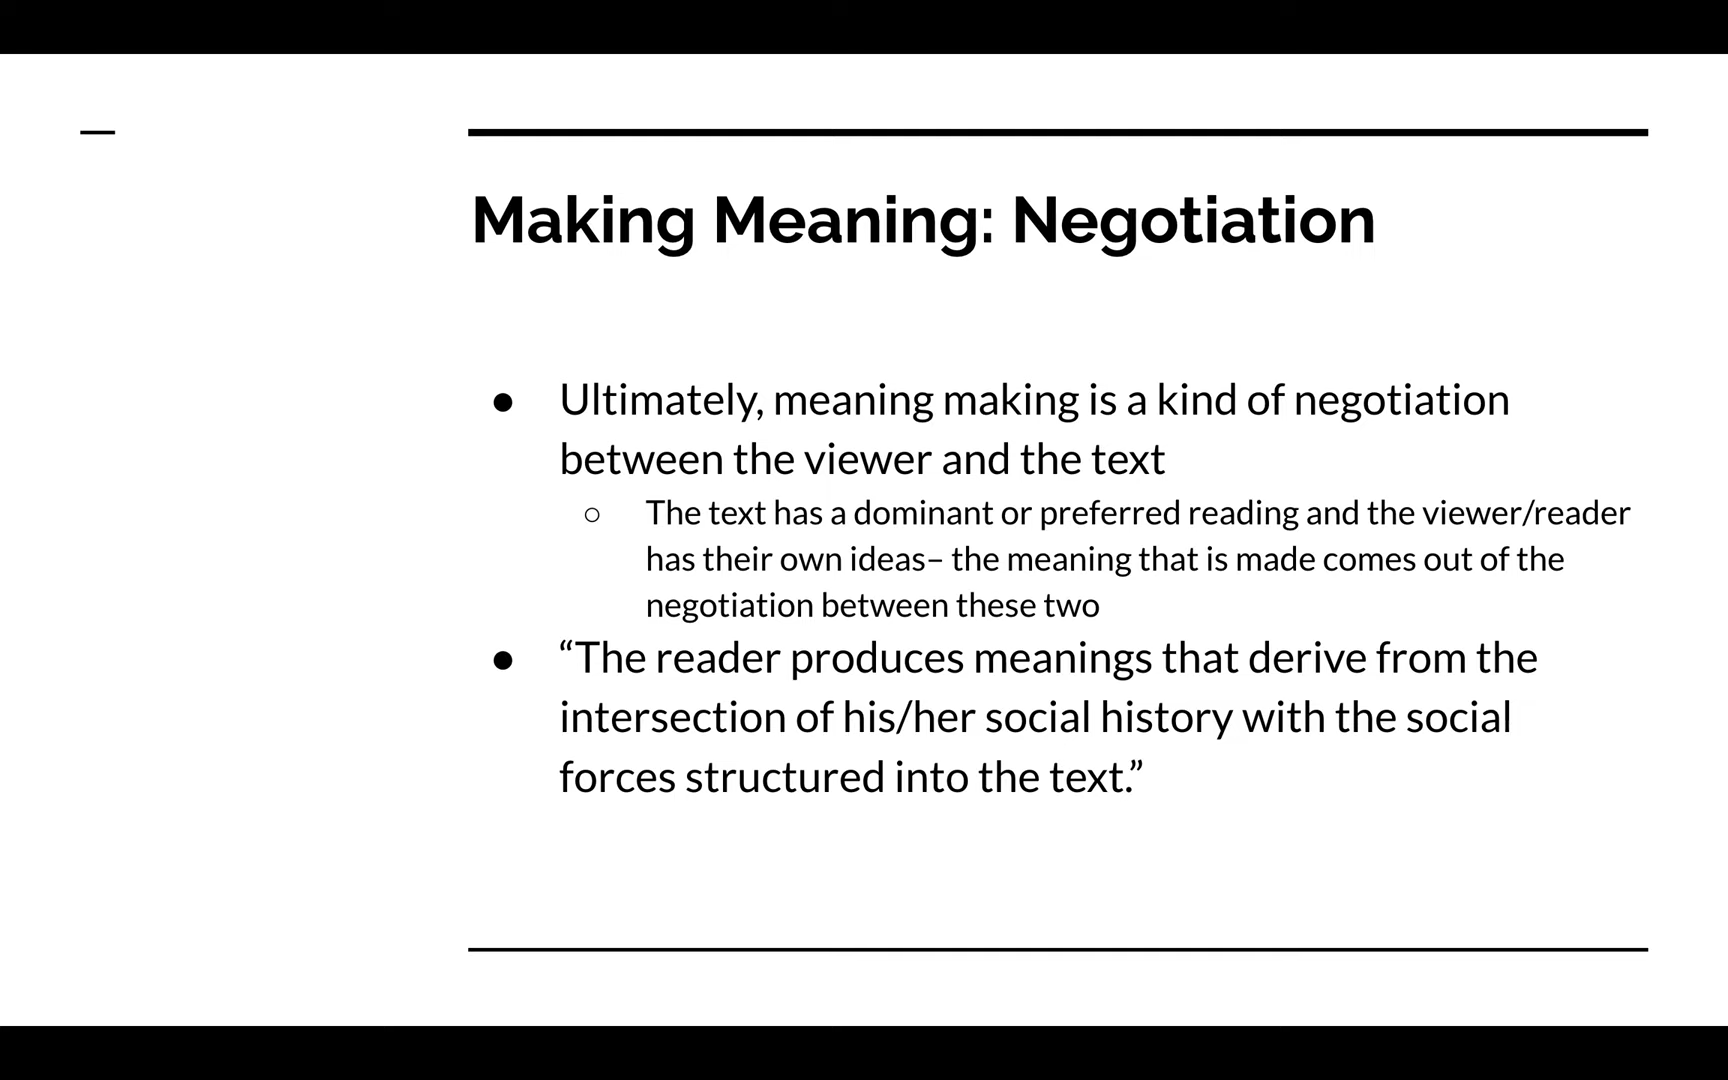 Making Meaning: Negotiation
● Ultimately, meaning making is a kind of negotiation
between the viewer and the text
○ The text has a dominant or preferred reading and the viewer/reader
has their own ideas– the meaning that is made comes out of the
negotiation between these two
● “The reader produces meanings that derive from the
intersection of his/her social history with the social
forces structured into the text.”